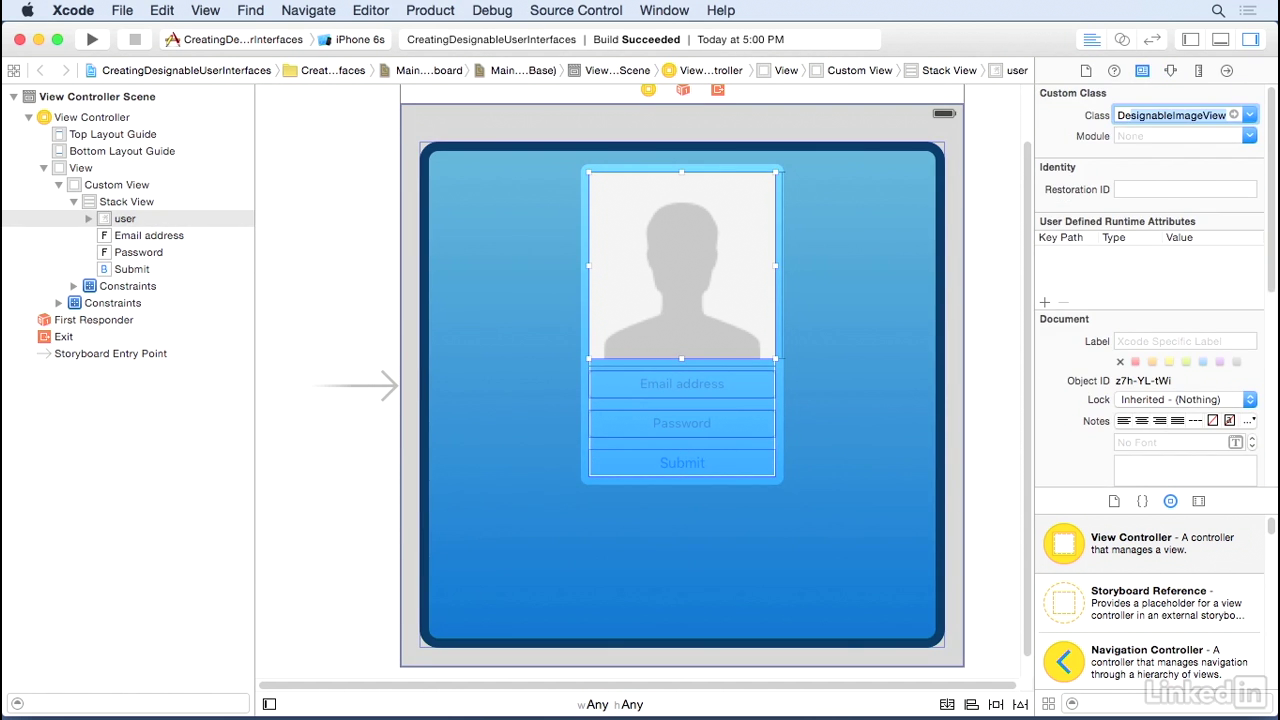 Xcode File Edit View Find Navigate Editor Product Debug Source Control Window Help
CreatingDe...rInterfaces iPhone 6s CreatingDesignableUserInterfaces Build Succeeded Today at 5:00 PM
CreatingDesignableUserInterfaces Creat...faces Main....board Main...Base) View...Scene View...troller View Custom View Stack View user
View Controller Scene
View Controller
Top Layout Guide
Bottom Layout Guide
View
Custom View
Stack View
user
Email address
Password
Submit
Constraints
Constraints
First Responder
Exit
Storyboard Entry Point
Email address
Password
Submit
wAny hAny
Custom Class
Class DesignableImageView
Module None
Identity
Restoration ID
User Defined Runtime Attributes
Key Path Type Value
Document
Label Xcode Specific Label
Object ID z7h-YL-tWi
Lock Inherited - (Nothing)
Notes
No Font
View Controller - A controller
that manages a view.
Storyboard Reference -
Provides a placeholder for a view
controller in an external storybo...
Navigation Controller - A
controller that manages navigation
through a hierarchy of views.
LinkedIn